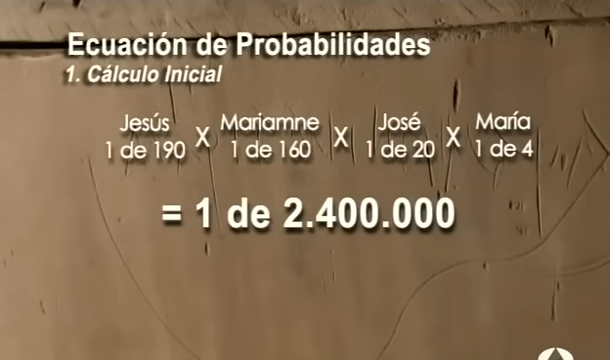 Ecuación de Probabilidades
1. Cálculo Inicial
Jesús X Mariamne X José X María
1 de 190 1 de 160 1 de 20 1 de 4
= 1 de 2.400.000